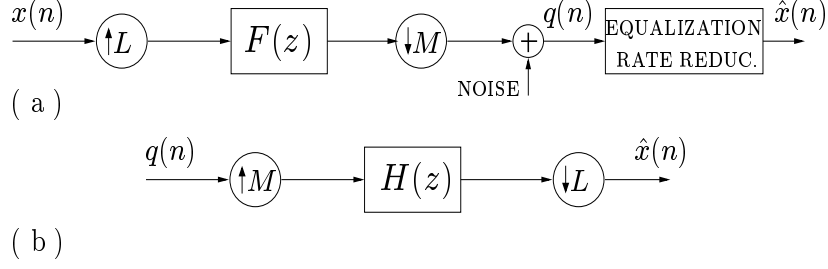 x(n) ↑L F(z) ↓M + q(n) EQUALIZATION x̂(n)
RATE REDUC.
NOISE
( a )
q(n) ↑M H(z) ↓L x̂(n)
( b )